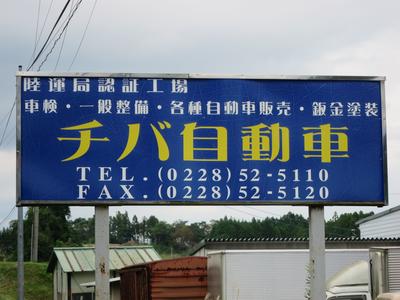 陸運局認証工場
車検・一般整備・各種自動車販売・鈑金塗装
チバ自動車
TEL.(0228)52-5110
FAX.(0228)52-5120